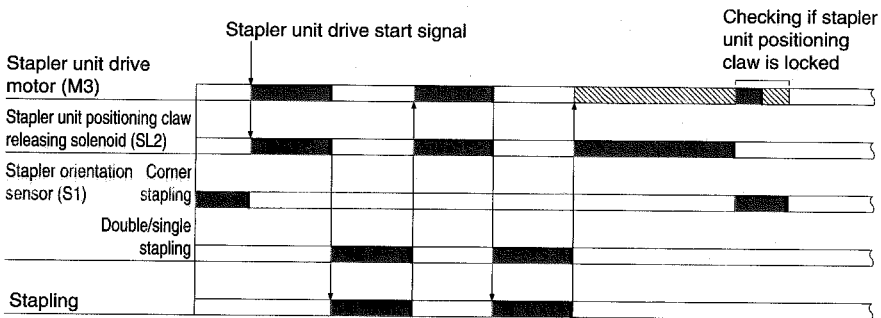 Checking if stapler
unit positioning
claw is locked
Stapler unit drive start signal
Stapler unit drive
motor (M3)
Stapler unit positioning claw
releasing solenoid (SL2)
Stapler orientation Corner
sensor (S1) stapling
Double/single
stapling
Stapling